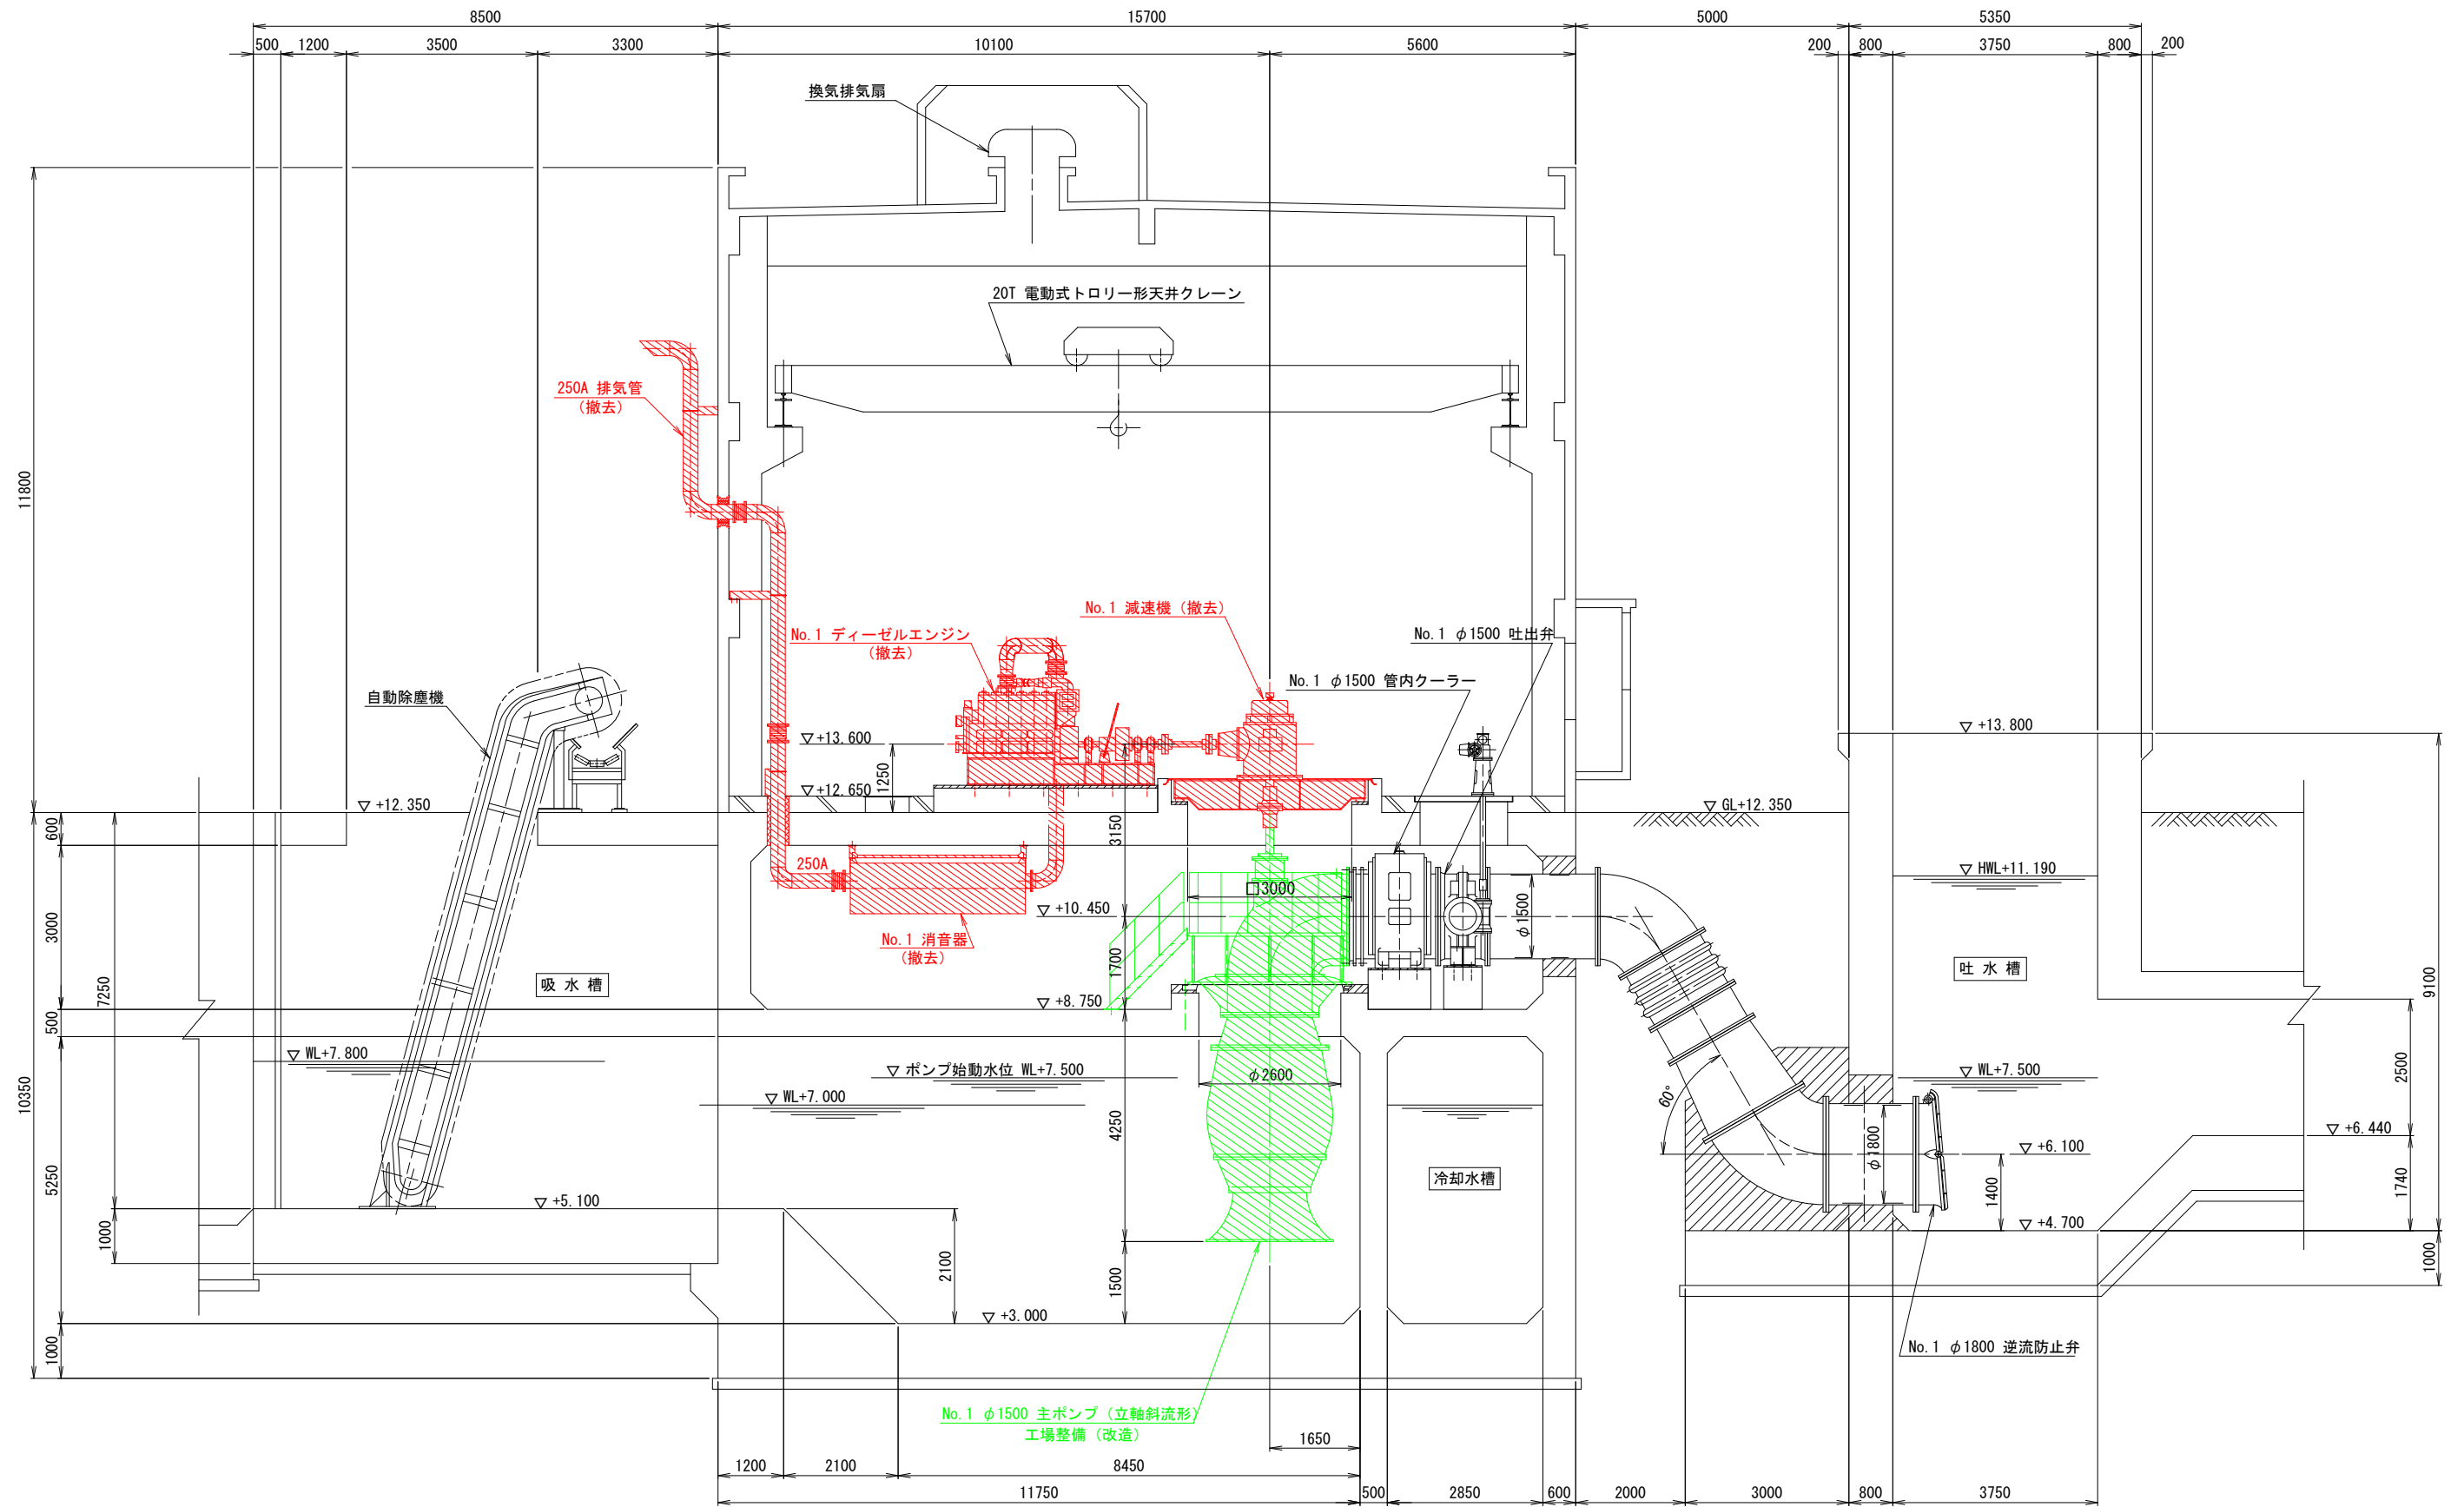 8500
15700
5000
5350
500
1200
3500
3300
10100
5600
200
800
3750
800
200
換気排気扇
20T 電動式トロリー形天井クレーン
250A 排気管
（撤去）
11800
No.1 減速機（撤去）
No.1 ディーゼルエンジン
（撤去）
No.1 φ1500 吐出弁
No.1 φ1500 管内クーラー
自動除塵機
▽+13.600
▽ +13.800
1250
▽+12.650
▽ +12.350
▽ GL+12.350
600
3150
250A
▽ HWL+11.190
□3000
▽ +10.450
φ1500
3000
No.1 消音器
（撤去）
1700
吸 水 槽
吐 水 槽
7250
9100
▽ +8.750
500
▽ WL+7.800
▽ ポンプ始動水位 WL+7.500
φ2600
▽ WL+7.500
2500
▽ WL+7.000
10350
60°
4250
φ1800
▽ +6.440
▽ +6.100
5250
冷却水槽
1400
1740
▽ +5.100
▽ +4.700
1000
2100
1500
1000
▽ +3.000
1000
No.1 φ1800 逆流防止弁
No.1 φ1500 主ポンプ（立軸斜流形）
工場整備（改造）
1650
1200
2100
8450
11750
500
2850
600
2000
3000
800
3750